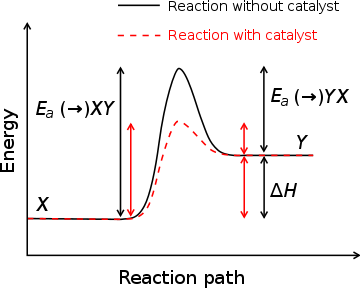 Reaction without catalyst
Reaction with catalyst
Eₐ (→)XY
Eₐ (→)YX
X
Y
ΔH
Energy
Reaction path